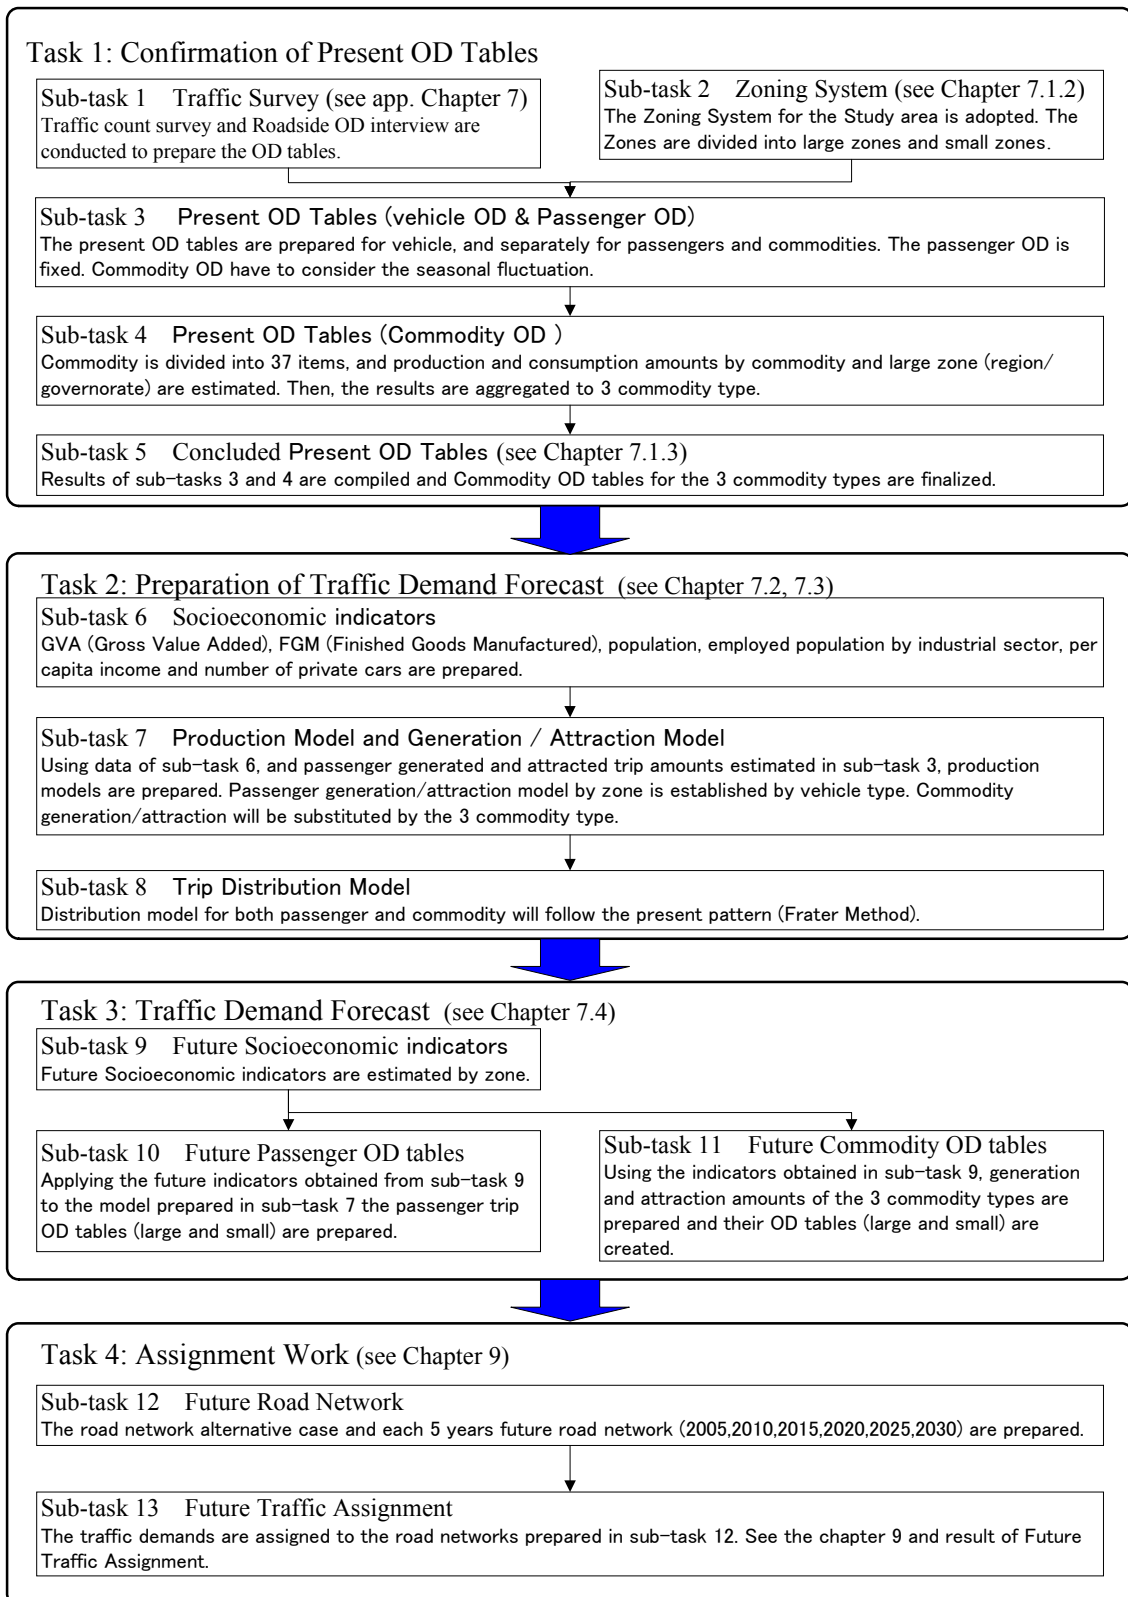 Task 1: Confirmation of Present OD Tables
Sub-task 1 Traffic Survey (see app. Chapter 7)
Traffic count survey and Roadside OD interview are
conducted to prepare the OD tables.
Sub-task 2 Zoning System (see Chapter 7.1.2)
The Zoning System for the Study area is adopted. The
Zones are divided into large zones and small zones.
Sub-task 3 Present OD Tables (vehicle OD & Passenger OD)
The present OD tables are prepared for vehicle, and separately for passengers and commodities. The passenger OD is
fixed. Commodity OD have to consider the seasonal fluctuation.
Sub-task 4 Present OD Tables (Commodity OD )
Commodity is divided into 37 items, and production and consumption amounts by commodity and large zone (region/
governorate) are estimated. Then, the results are aggregated to 3 commodity type.
Sub-task 5 Concluded Present OD Tables (see Chapter 7.1.3)
Results of sub-tasks 3 and 4 are compiled and Commodity OD tables for the 3 commodity types are finalized.
Task 2: Preparation of Traffic Demand Forecast (see Chapter 7.2, 7.3)
Sub-task 6 Socioeconomic indicators
GVA (Gross Value Added), FGM (Finished Goods Manufactured), population, employed population by industrial sector, per
capita income and number of private cars are prepared.
Sub-task 7 Production Model and Generation / Attraction Model
Using data of sub-task 6, and passenger generated and attracted trip amounts estimated in sub-task 3, production
models are prepared. Passenger generation/attraction model by zone is established by vehicle type. Commodity
generation/attraction will be substituted by the 3 commodity type.
Sub-task 8 Trip Distribution Model
Distribution model for both passenger and commodity will follow the present pattern (Frater Method).
Task 3: Traffic Demand Forecast (see Chapter 7.4)
Sub-task 9 Future Socioeconomic indicators
Future Socioeconomic indicators are estimated by zone.
Sub-task 10 Future Passenger OD tables
Applying the future indicators obtained from sub-task 9
to the model prepared in sub-task 7 the passenger trip
OD tables (large and small) are prepared.
Sub-task 11 Future Commodity OD tables
Using the indicators obtained in sub-task 9, generation
and attraction amounts of the 3 commodity types are
prepared and their OD tables (large and small) are
created.
Task 4: Assignment Work (see Chapter 9)
Sub-task 12 Future Road Network
The road network alternative case and each 5 years future road network (2005,2010,2015,2020,2025,2030) are prepared.
Sub-task 13 Future Traffic Assignment
The traffic demands are assigned to the road networks prepared in sub-task 12. See the chapter 9 and result of Future
Traffic Assignment.